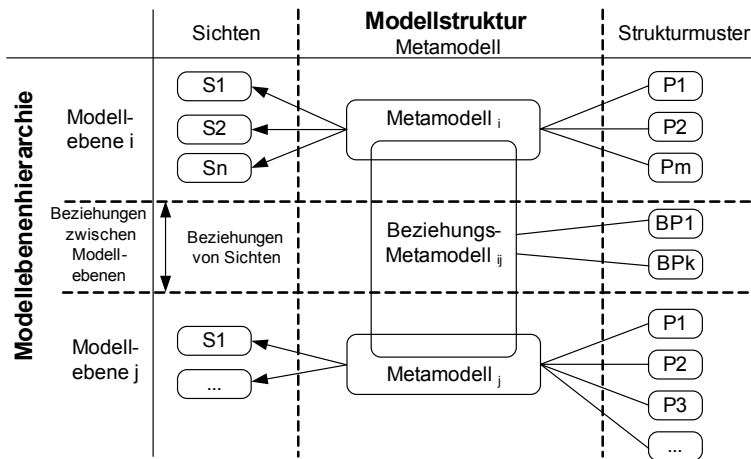 Modellstruktur
Sichten
Metamodell
Strukturmuster
Modellebenenhierarchie
Modell-
ebene i
S1
S2
Sn
Metamodell i
P1
P2
Pm
Beziehungen
zwischen
Modell-
ebenen
Beziehungen
von Sichten
Beziehungs-
Metamodell ij
BP1
BPk
Modell-
ebene j
S1
...
Metamodell j
P1
P2
P3
...